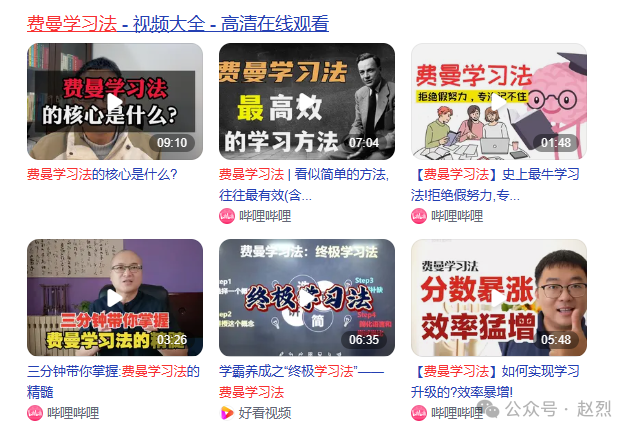 费曼学习法 - 视频大全 - 高清在线观看
费曼学习法
的核心是什么?
09:10
费曼学习法的核心是什么?
费曼学习法
最高效
的学习方法
07:04
费曼学习法 | 看似简单的方法,
往往最有效(含...
哔哩哔哩
费曼学习法
拒绝假努力,专治记不住
01:48
【费曼学习法】史上最牛学习
法!拒绝假努力,专...
哔哩哔哩
三分钟带你掌握
费曼学习法的精髓
03:26
三分钟带你掌握:费曼学习法的
精髓
哔哩哔哩
费曼学习法：终极学习法
Step1
Step3
终极学习法
Step2
简
06:35
学霸养成之“终极学习法”——
费曼学习法
好看视频
费曼学习法
分数暴涨
效率猛增
05:48
【费曼学习法】如何实现学习
升级的?效率暴增!
哔哩哔哩
公众号 · 赵烈